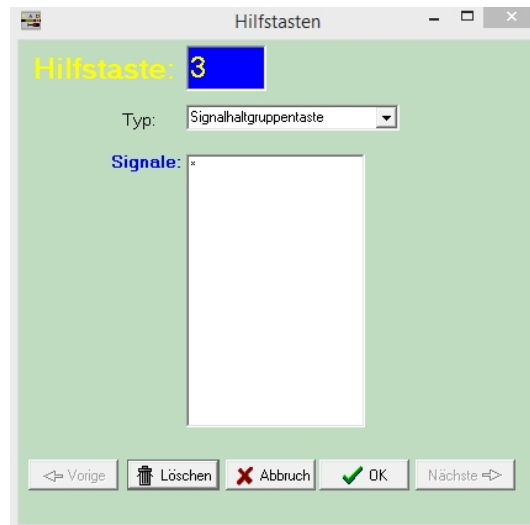 Hilfstasten
Hilfstaste: 3
Typ: Signalhaltgruppentaste
Signale: *
Vorige Löschen Abbruch OK Nächste